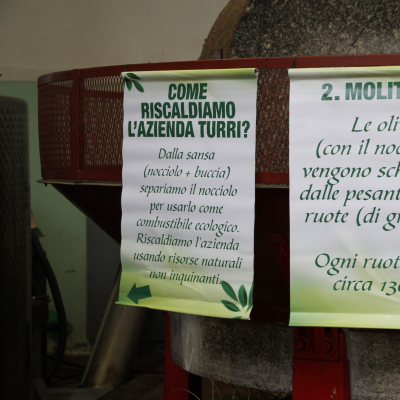 COME
RISCALDIAMO
L'AZIENDA TURRI?
Dalla sansa
(nocciolo + buccia)
separiamo il nocciolo
per usarlo come
combustibile ecologico.
Riscaldiamo l'azienda
usando risorse naturali
non inquinanti.
2. MOLIT
Le oli
(con il noc
vengono sch
dalle pesant
ruote (di g
Ogni ruot
circa 130